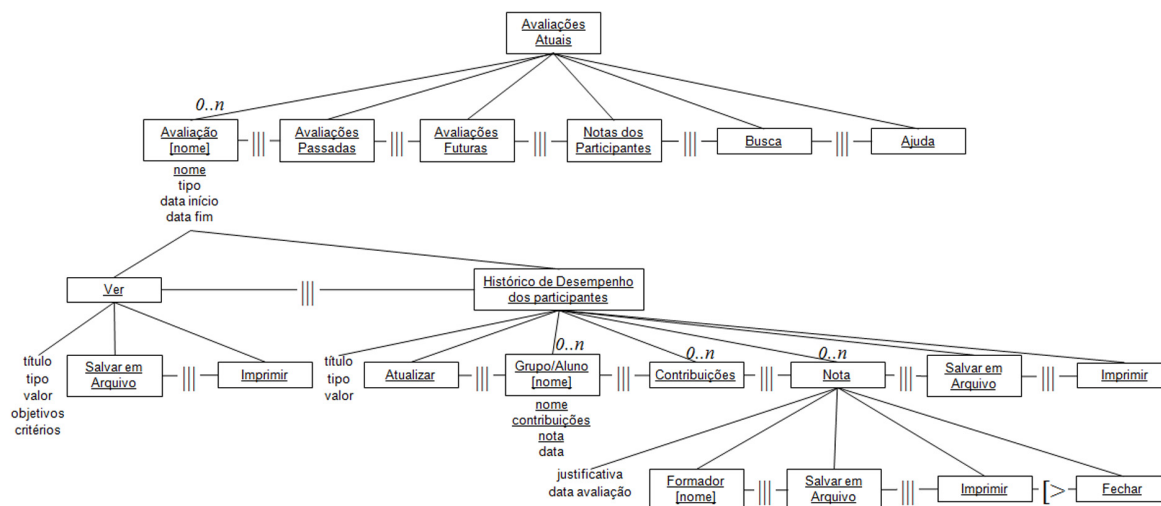 Avaliações
Atuais
0..n
Avaliação
[nome]
|||
Avaliações
Passadas
|||
Avaliações
Futuras
|||
Notas dos
Participantes
|||
Busca
|||
Ajuda
nome
tipo
data início
data fim
Ver
|||
Histórico de Desempenho
dos participantes
título
tipo
valor
objetivos
critérios
Salvar em
Arquivo
|||
Imprimir
título
tipo
valor
Atualizar
|||
0..n
Grupo/Aluno
[nome]
nome
contribuições
nota
data
|||
0..n
Contribuições
|||
0..n
Nota
|||
Salvar em
Arquivo
|||
Imprimir
justificativa
data avaliação
Formador
[nome]
|||
Salvar em
Arquivo
|||
Imprimir
[>
Fechar